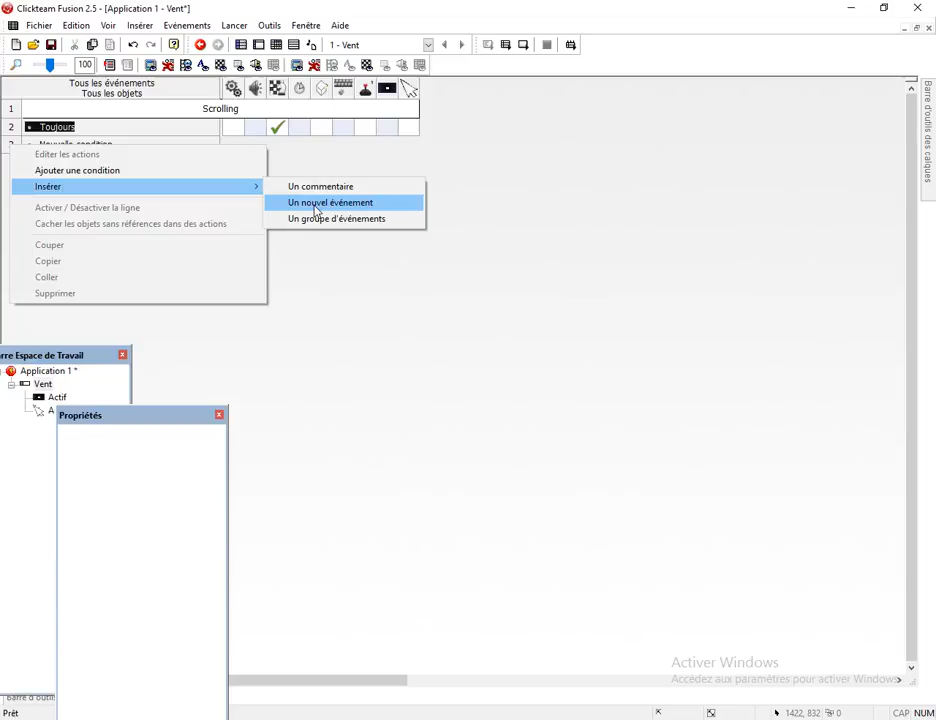 Clickteam Fusion 2.5 - [Application 1 - Vent*]
Fichier Edition Voir Insérer Evénements Lancer Outils Fenêtre Aide
1 - Vent
100
Tous les événements
Tous les objets
1 Scrolling
2 • Toujours
Nouvelle condition
Editer les actions
Ajouter une condition
Insérer
Un commentaire
Un nouvel événement
Un groupe d'événements
Activer / Désactiver la ligne
Cacher les objets sans références dans des actions
Couper
Copier
Coller
Supprimer
Barre d'outils des calques
rre Espace de Travail
Application 1 *
Vent
Actif
A
Propriétés
Activer Windows
Accédez aux paramètres pour activer Windows.
Prêt
1422, 832
0
CAP NUM